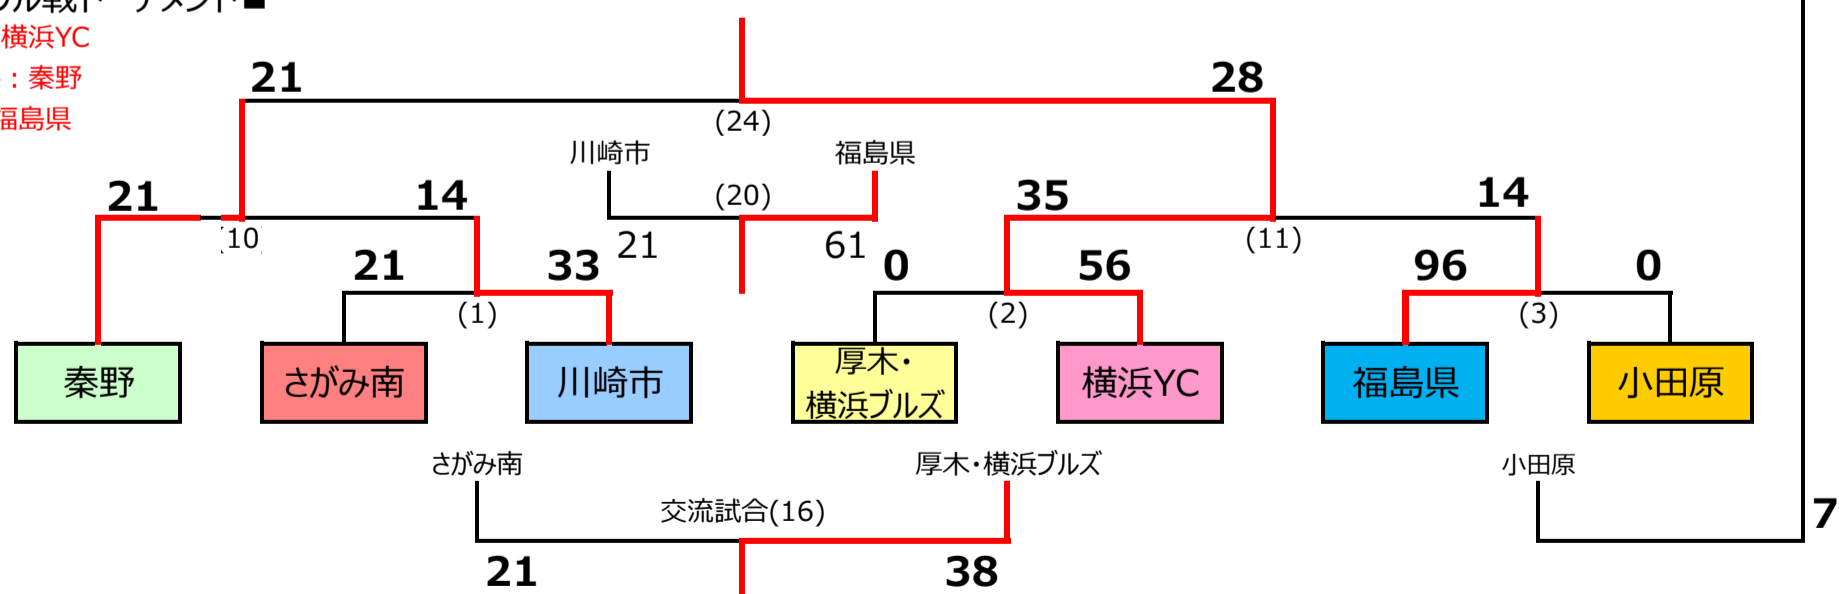 横浜YC
：秦野
福島県
21
28
(24)
川崎市
福島県
21
14
(20)
35
14
(10
21
61
(11)
21
33
0
56
96
0
(1)
(2)
(3)
秦野
さがみ南
川崎市
厚木・
横浜ブルズ
横浜YC
福島県
小田原
さがみ南
厚木・横浜ブルズ
小田原
交流試合(16)
7
21
38